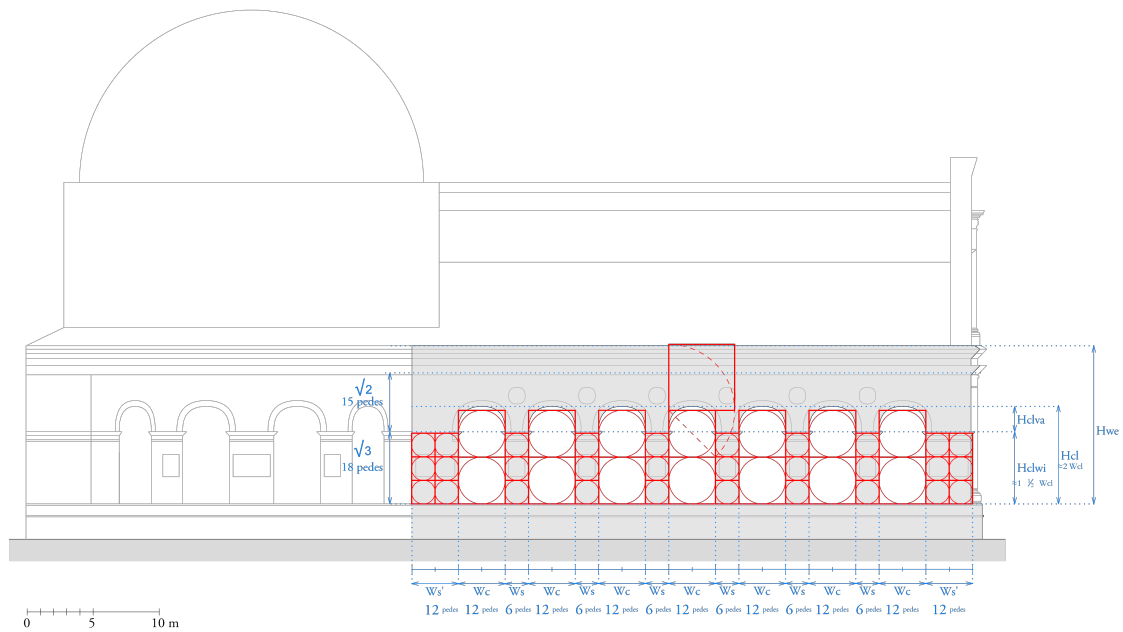 √2
15 pedes
√3
18 pedes
Hclva
Hwe
Hcl
≈2 Wcl
Hclwi
≈1 ½ Wcl
Ws' Wc Ws Wc Ws Wc Ws Wc Ws Wc Ws Wc Ws Wc Ws'
12 pedes 12 pedes 6 pedes 12 pedes 6 pedes 12 pedes 6 pedes 12 pedes 6 pedes 12 pedes 6 pedes 12 pedes 6 pedes 12 pedes 12 pedes
0 5 10 m